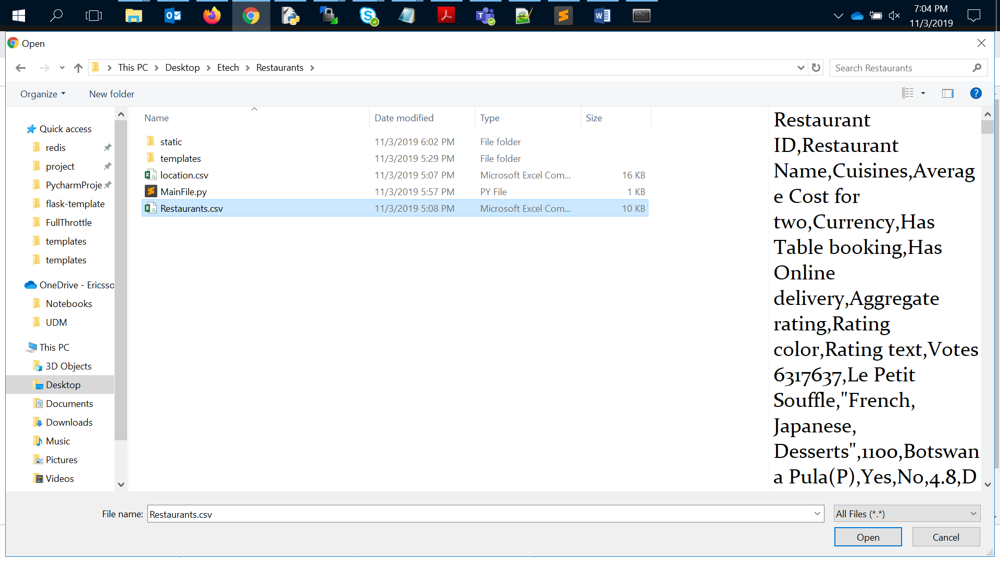 7:04 PM
11/3/2019
Open
This PC
Desktop
Etech
Restaurants
Search Restaurants
Organize
New folder
Name
Date modified
Type
Size
static
11/3/2019 6:02 PM
File folder
templates
11/3/2019 5:29 PM
File folder
location.csv
11/3/2019 5:07 PM
Microsoft Excel Com...
16 KB
MainFile.py
11/3/2019 5:57 PM
PY File
1 KB
Restaurants.csv
11/3/2019 5:08 PM
Microsoft Excel Com...
10 KB
Quick access
redis
project
PycharmProje
flask-template
FullThrottle
templates
templates
OneDrive - Ericsso
Notebooks
UDM
This PC
3D Objects
Desktop
Documents
Downloads
Music
Pictures
Videos
Restaurant
ID,Restaurant
Name,Cuisines,Averag
e Cost for
two,Currency,Has
Table booking,Has
Online
delivery,Aggregate
rating,Rating
color,Rating text,Votes
6317637,Le Petit
Souffle,"French,
Japanese,
Desserts",1100,Botswan
a Pula(P),Yes,No,4.8,D
File name:
Restaurants.csv
All Files (*.*)
Open
Cancel